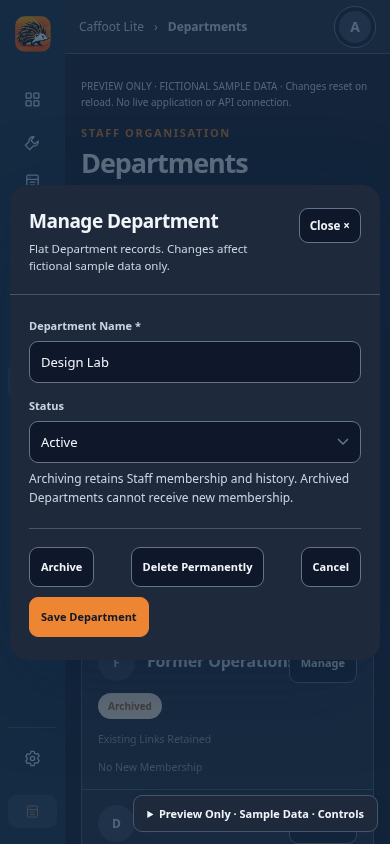 Caffoot Lite › Departments
A
PREVIEW ONLY · FICTIONAL SAMPLE DATA · Changes reset on
reload. No live application or API connection.
STAFF ORGANISATION
Departments
Manage Department
Close ×
Flat Department records. Changes affect
fictional sample data only.
Department Name *
Design Lab
Status
Active
Archiving retains Staff membership and history. Archived
Departments cannot receive new membership.
Archive
Delete Permanently
Cancel
Save Department
F
Former Operations
Manage
Archived
Existing Links Retained
No New Membership
D
▶ Preview Only · Sample Data · Controls